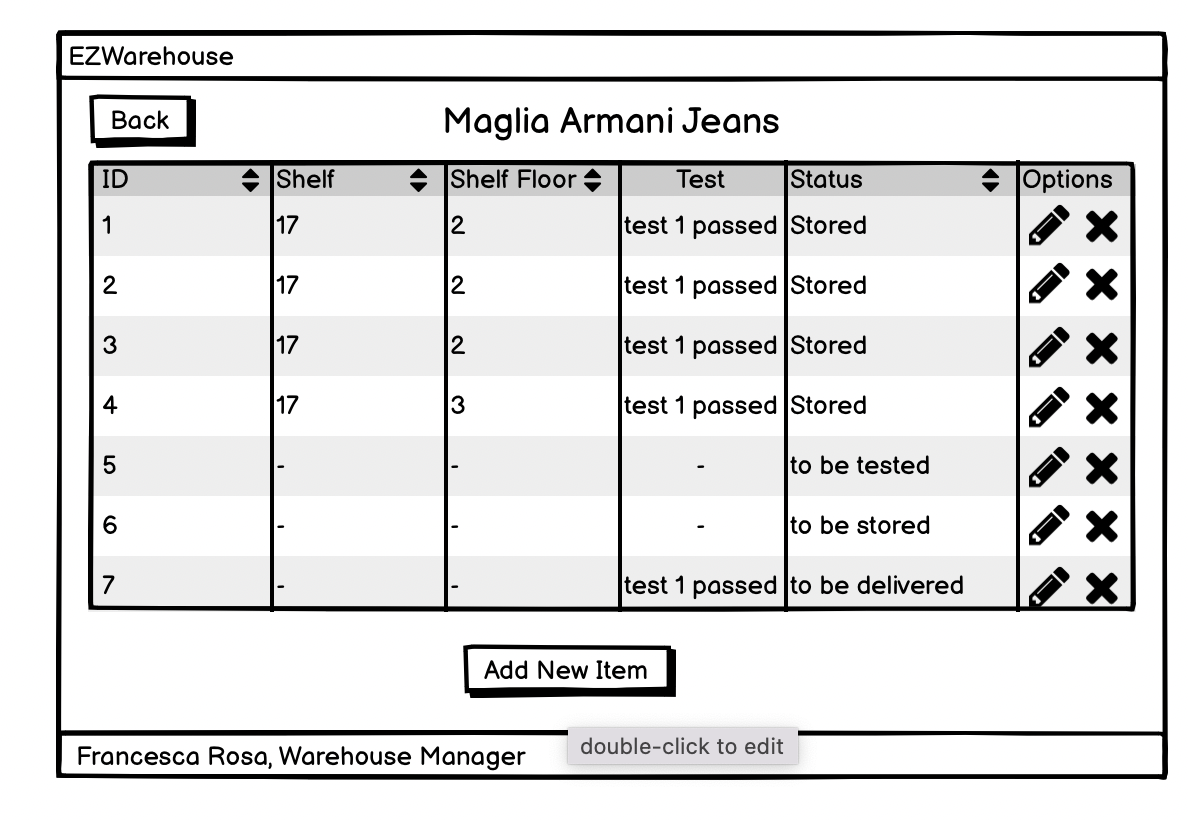 EZWarehouse
Back
Maglia Armani Jeans
ID Shelf Shelf Floor Test Status Options
1 17 2 test 1 passed Stored
2 17 2 test 1 passed Stored
3 17 2 test 1 passed Stored
4 17 3 test 1 passed Stored
5 - - - to be tested
6 - - - to be stored
7 - - test 1 passed to be delivered
Add New Item
Francesca Rosa, Warehouse Manager
double-click to edit